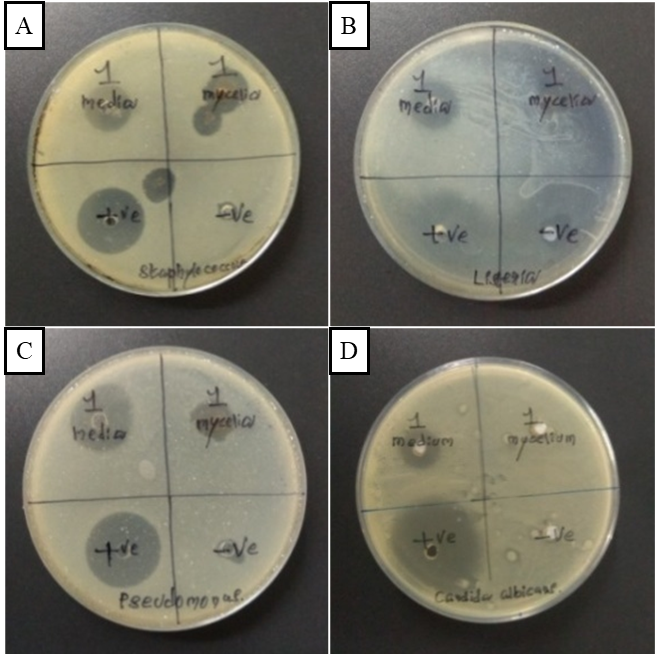 A
1
media
1
mycelia
+ve
-ve
Staphylococcus
B
1
media
1
mycelia
+ve
-ve
Listeria
C
1
media
1
mycelia
+ve
-ve
Pseudomonas.
D
1
medium
1
mycelium
+ve
-ve
Candida albicans.